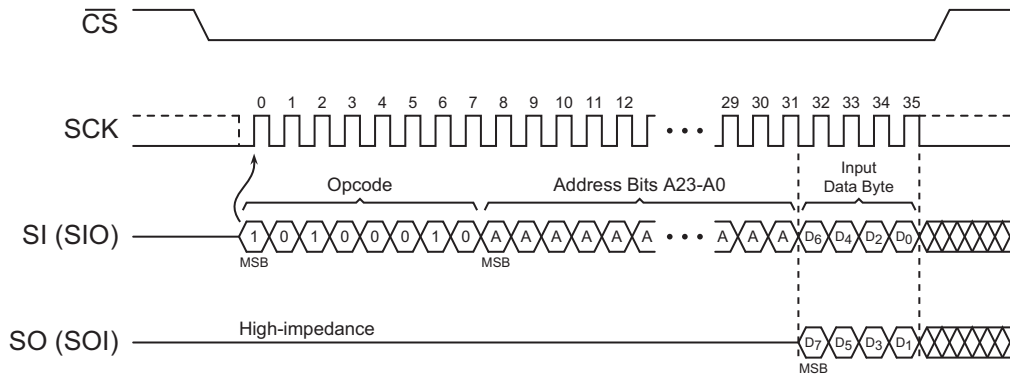 CS
0 1 2 3 4 5 6 7 8 9 10 11 12 29 30 31 32 33 34 35
SCK
Opcode
Address Bits A23-A0
Input
Data Byte
SI (SIO)
1 0 1 0 0 0 1 0 A A A A A A A A A D6 D4 D2 D0
MSB MSB
High-impedance
SO (SOI)
D7 D5 D3 D1
MSB